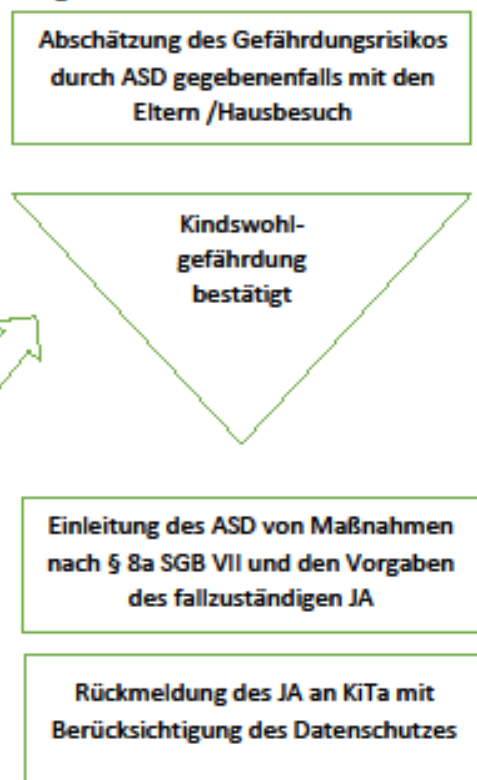 Abschätzung des Gefährdungsrisikos
durch ASD gegebenenfalls mit den
Eltern /Hausbesuch
Kindswohl-
gefährdung
bestätigt
Einleitung des ASD von Maßnahmen
nach § 8a SGB VII und den Vorgaben
des fallzuständigen JA
Rückmeldung des JA an KiTa mit
Berücksichtigung des Datenschutzes